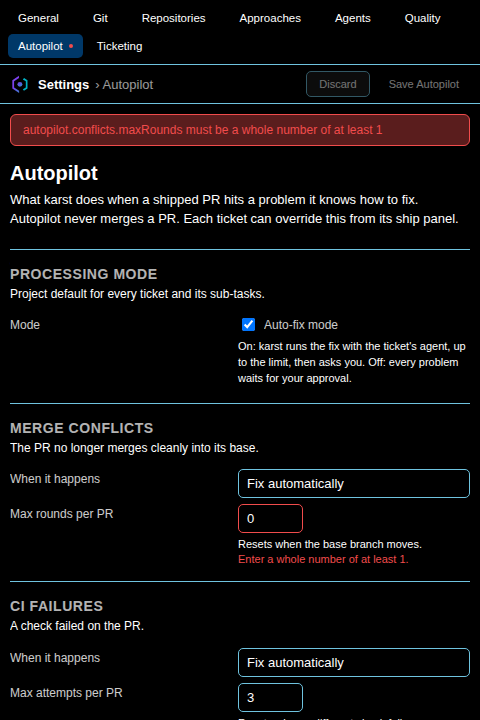 General Git Repositories Approaches Agents Quality
Autopilot Ticketing
Settings › Autopilot Discard Save Autopilot
autopilot.conflicts.maxRounds must be a whole number of at least 1
Autopilot
What karst does when a shipped PR hits a problem it knows how to fix.
Autopilot never merges a PR. Each ticket can override this from its ship panel.
PROCESSING MODE
Project default for every ticket and its sub-tasks.
Mode Auto-fix mode
On: karst runs the fix with the ticket's agent, up
to the limit, then asks you. Off: every problem
waits for your approval.
MERGE CONFLICTS
The PR no longer merges cleanly into its base.
When it happens Fix automatically
Max rounds per PR 0
Resets when the base branch moves.
Enter a whole number of at least 1.
CI FAILURES
A check failed on the PR.
When it happens Fix automatically
Max attempts per PR 3